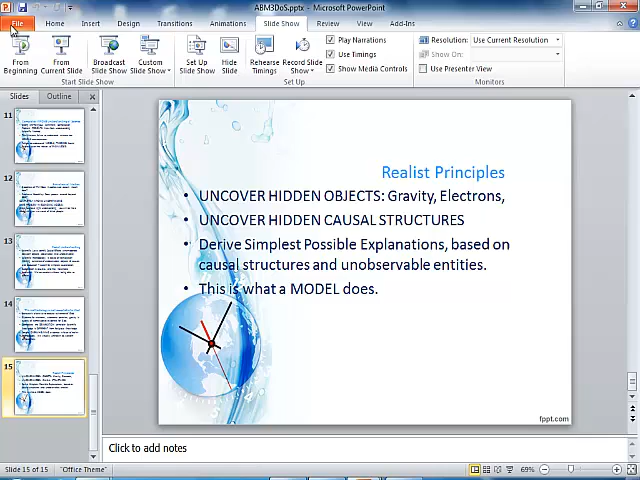 ABM3DoS.pptx - Microsoft PowerPoint
File Home Insert Design Transitions Animations Slide Show Review View Add-Ins
From Beginning
From Current Slide
Broadcast Slide Show
Custom Slide Show
Set Up Slide Show
Hide Slide
Rehearse Timings
Record Slide Show
Play Narrations
Use Timings
Show Media Controls
Resolution: Use Current Resolution
Show On:
Use Presenter View
Start Slide Show
Set Up
Monitors
Slides Outline
11
12
13
14
15
Realist Principles
• UNCOVER HIDDEN OBJECTS: Gravity, Electrons,
• UNCOVER HIDDEN CAUSAL STRUCTURES
• Derive Simplest Possible Explanations, based on
causal structures and unobservable entities.
• This is what a MODEL does.
fppt.com
Click to add notes
Slide 15 of 15 "Office Theme" 69%